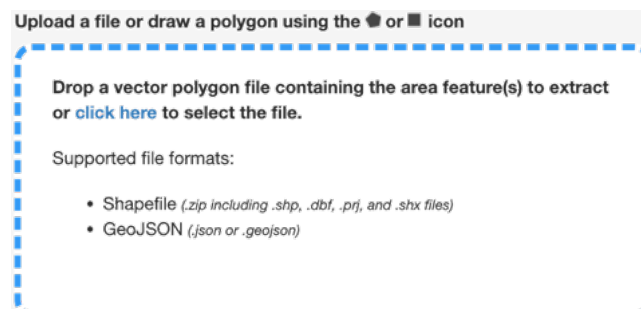 Upload a file or draw a polygon using the ⬟ or ■ icon
Drop a vector polygon file containing the area feature(s) to extract
or click here to select the file.
Supported file formats:
• Shapefile (.zip including .shp, .dbf, .prj, and .shx files)
• GeoJSON (.json or .geojson)